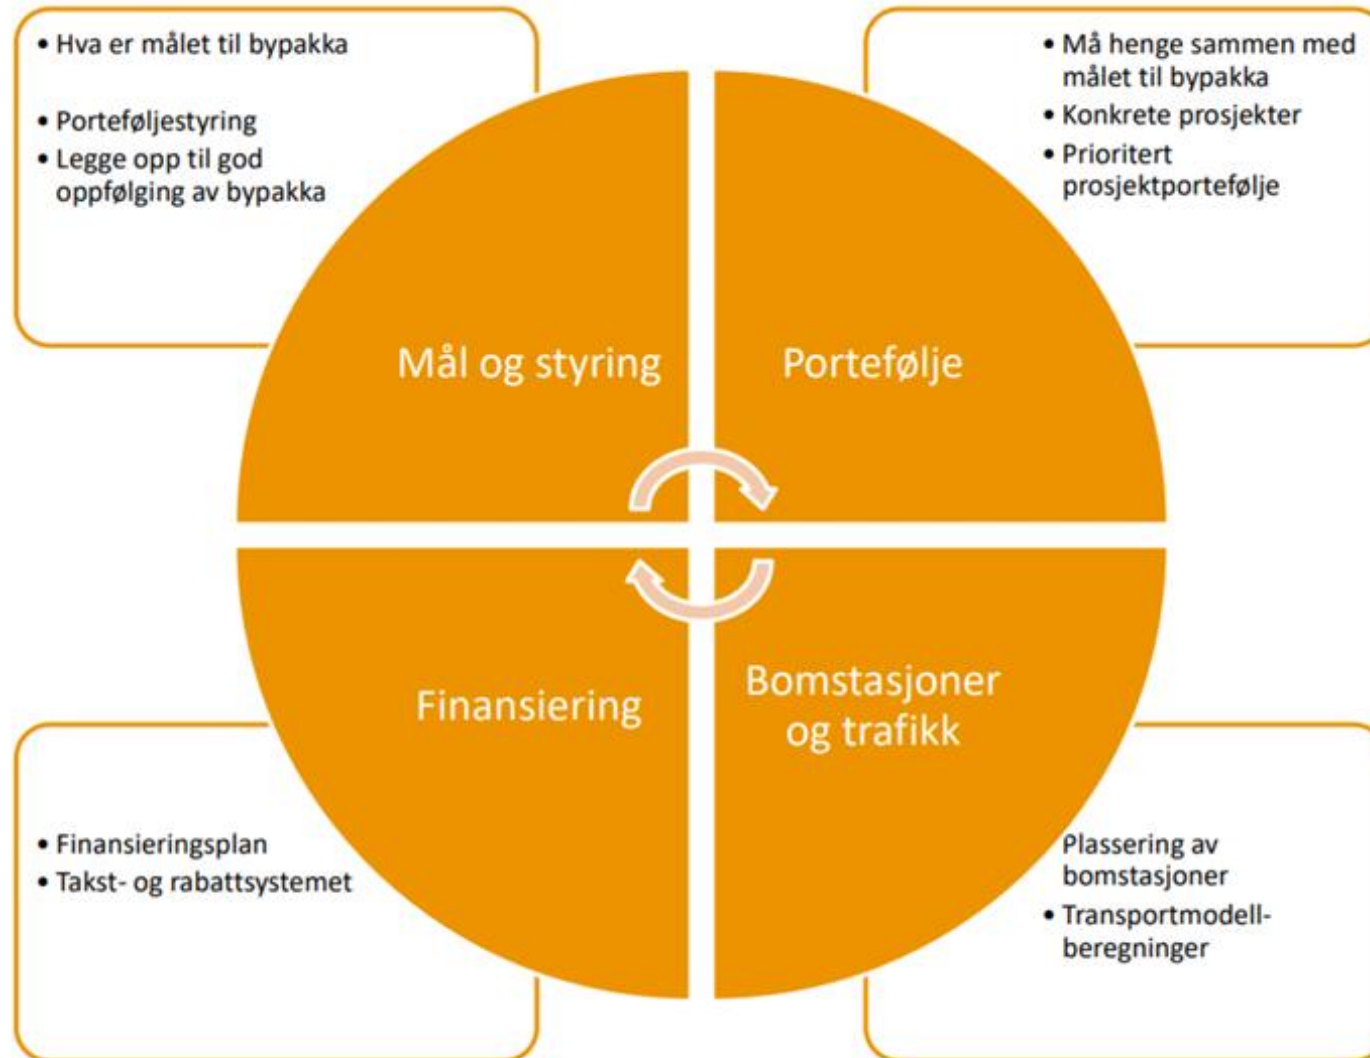 • Hva er målet til bypakka
• Porteføljestyring
• Legge opp til god
oppfølging av bypakka
• Må henge sammen med
målet til bypakka
• Konkrete prosjekter
• Prioritert
prosjektportefølje
Mål og styring
Portefølje
Finansiering
Bomstasjoner
og trafikk
• Finansieringsplan
• Takst- og rabattsystemet
Plassering av
bomstasjoner
• Transportmodell-
beregninger